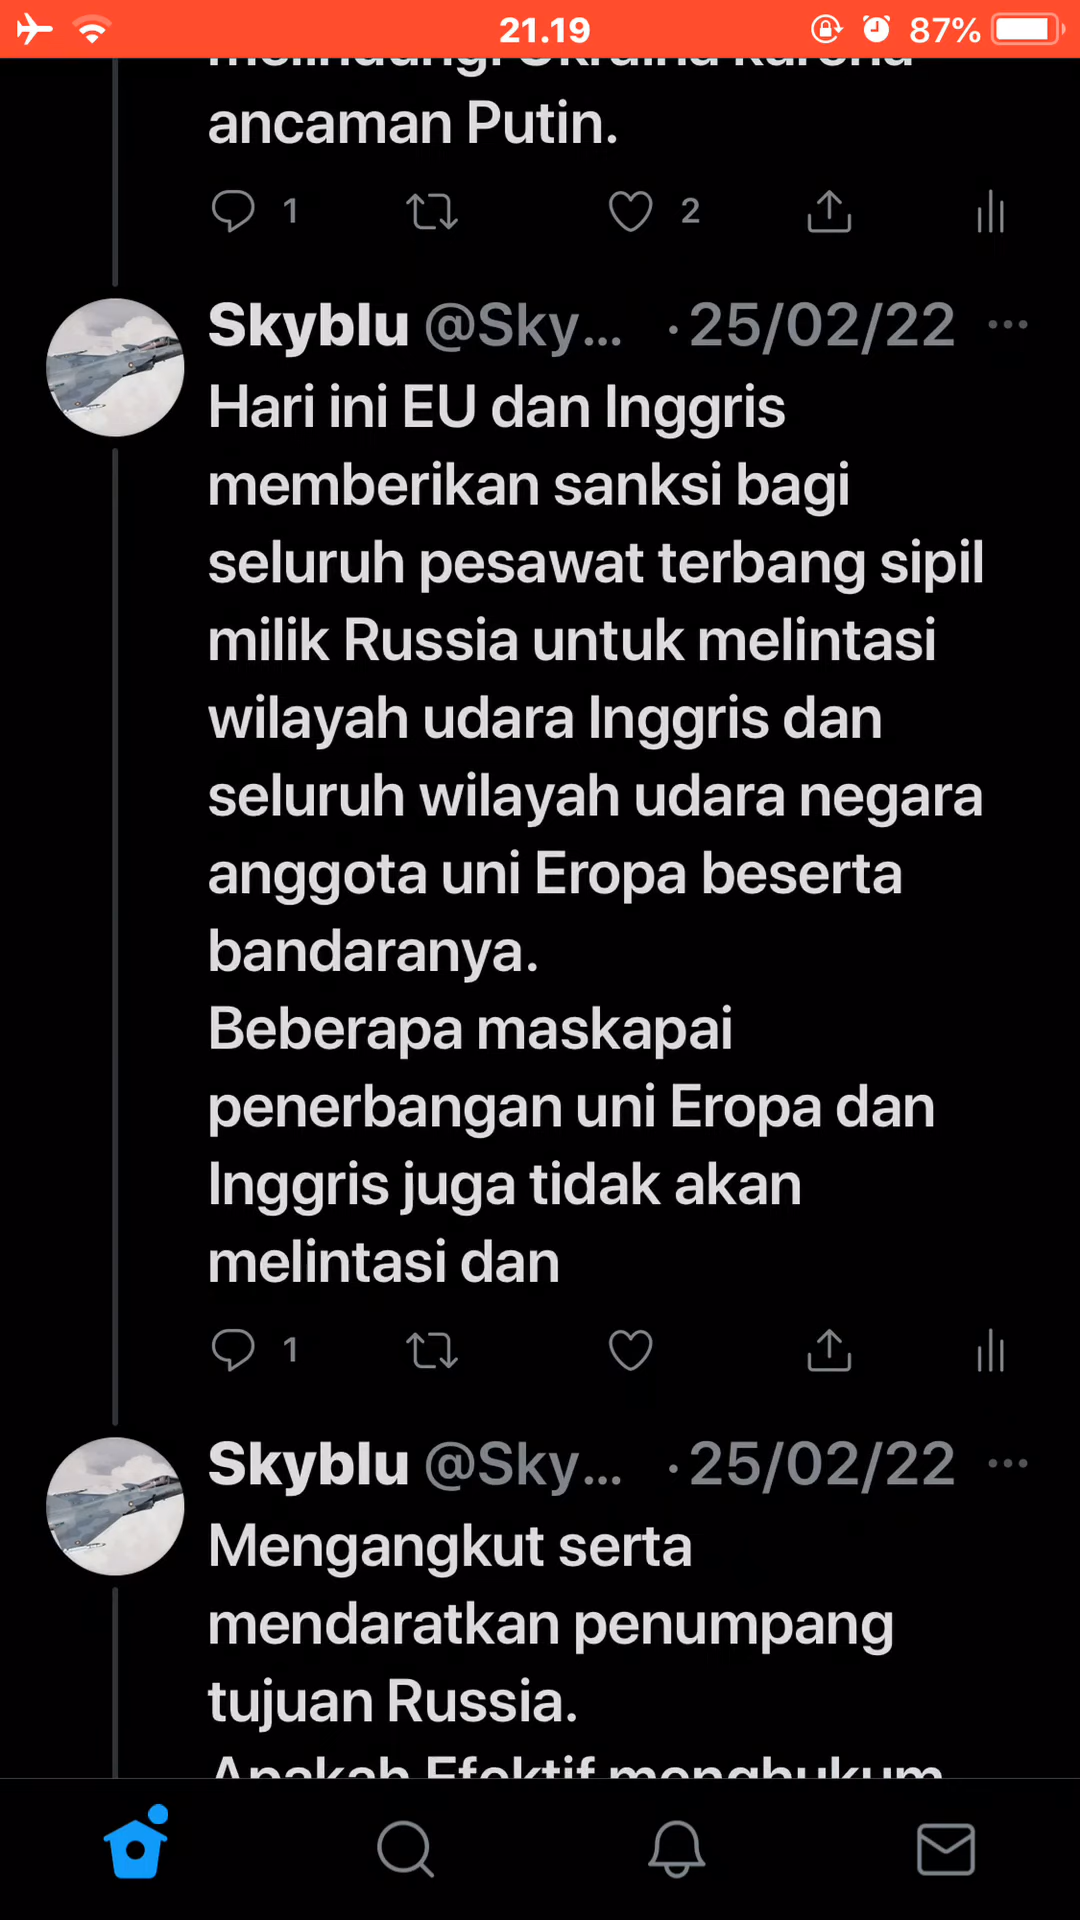 21.19
87%
melindungi Ukraina karena
ancaman Putin.
1
2
Skyblu @Sky... ·25/02/22
Hari ini EU dan Inggris
memberikan sanksi bagi
seluruh pesawat terbang sipil
milik Russia untuk melintasi
wilayah udara Inggris dan
seluruh wilayah udara negara
anggota uni Eropa beserta
bandaranya.
Beberapa maskapai
penerbangan uni Eropa dan
Inggris juga tidak akan
melintasi dan
1
Skyblu @Sky... ·25/02/22
Mengangkut serta
mendaratkan penumpang
tujuan Russia.
Apakah Efektif menghukum